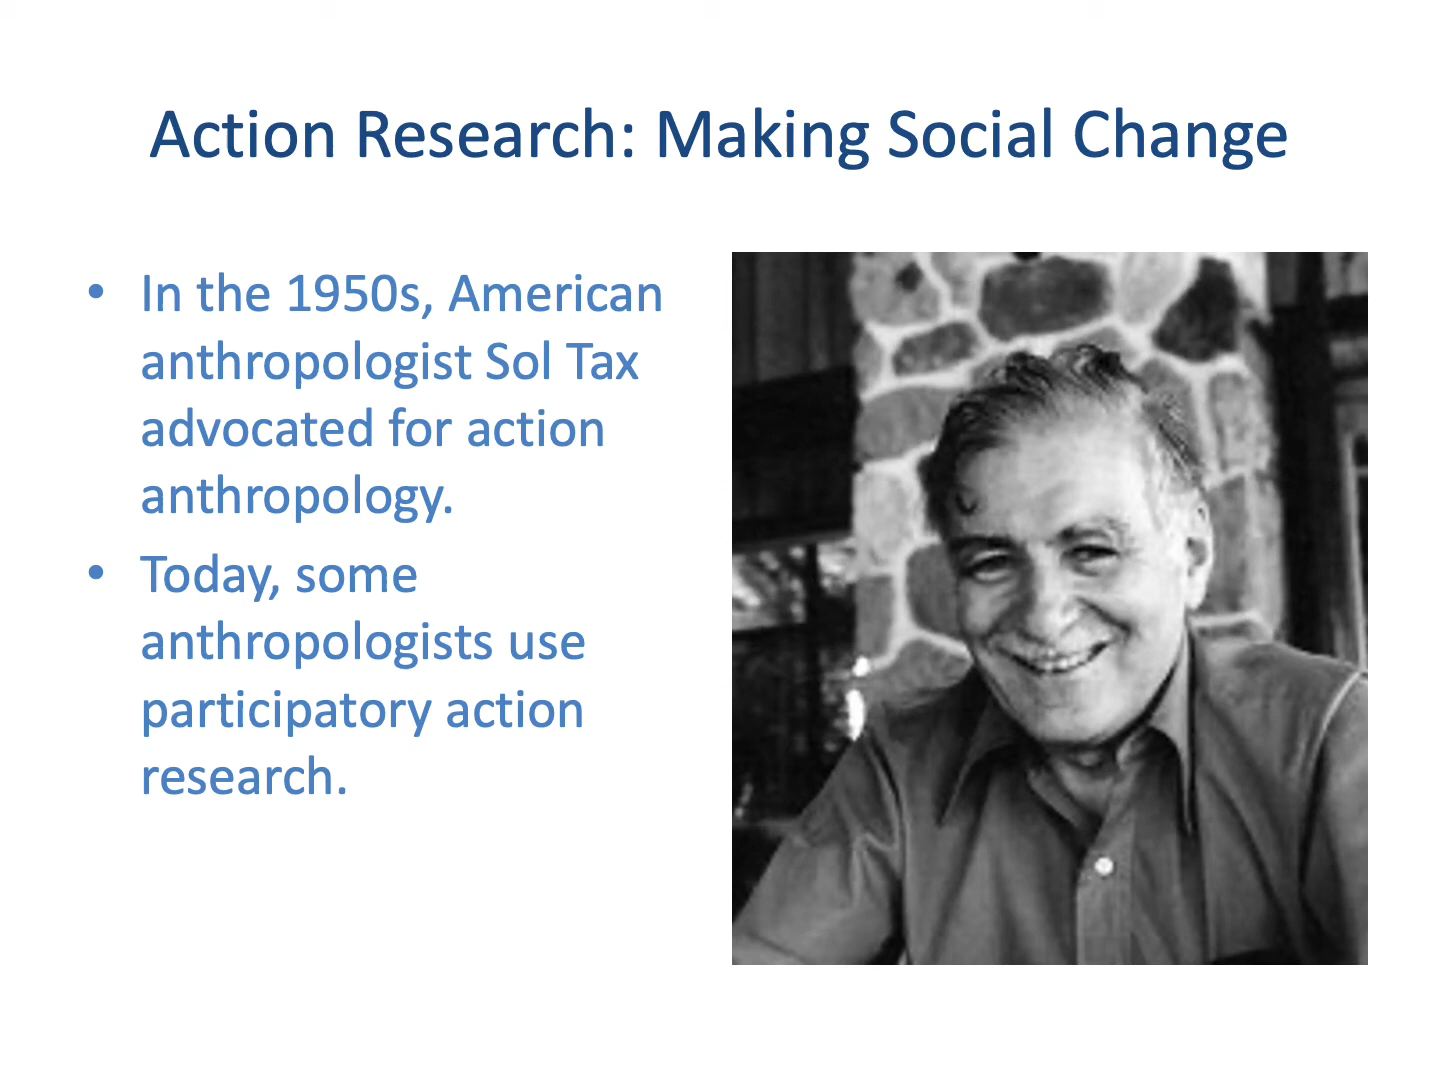 Action Research: Making Social Change
• In the 1950s, American
anthropologist Sol Tax
advocated for action
anthropology.
• Today, some
anthropologists use
participatory action
research.